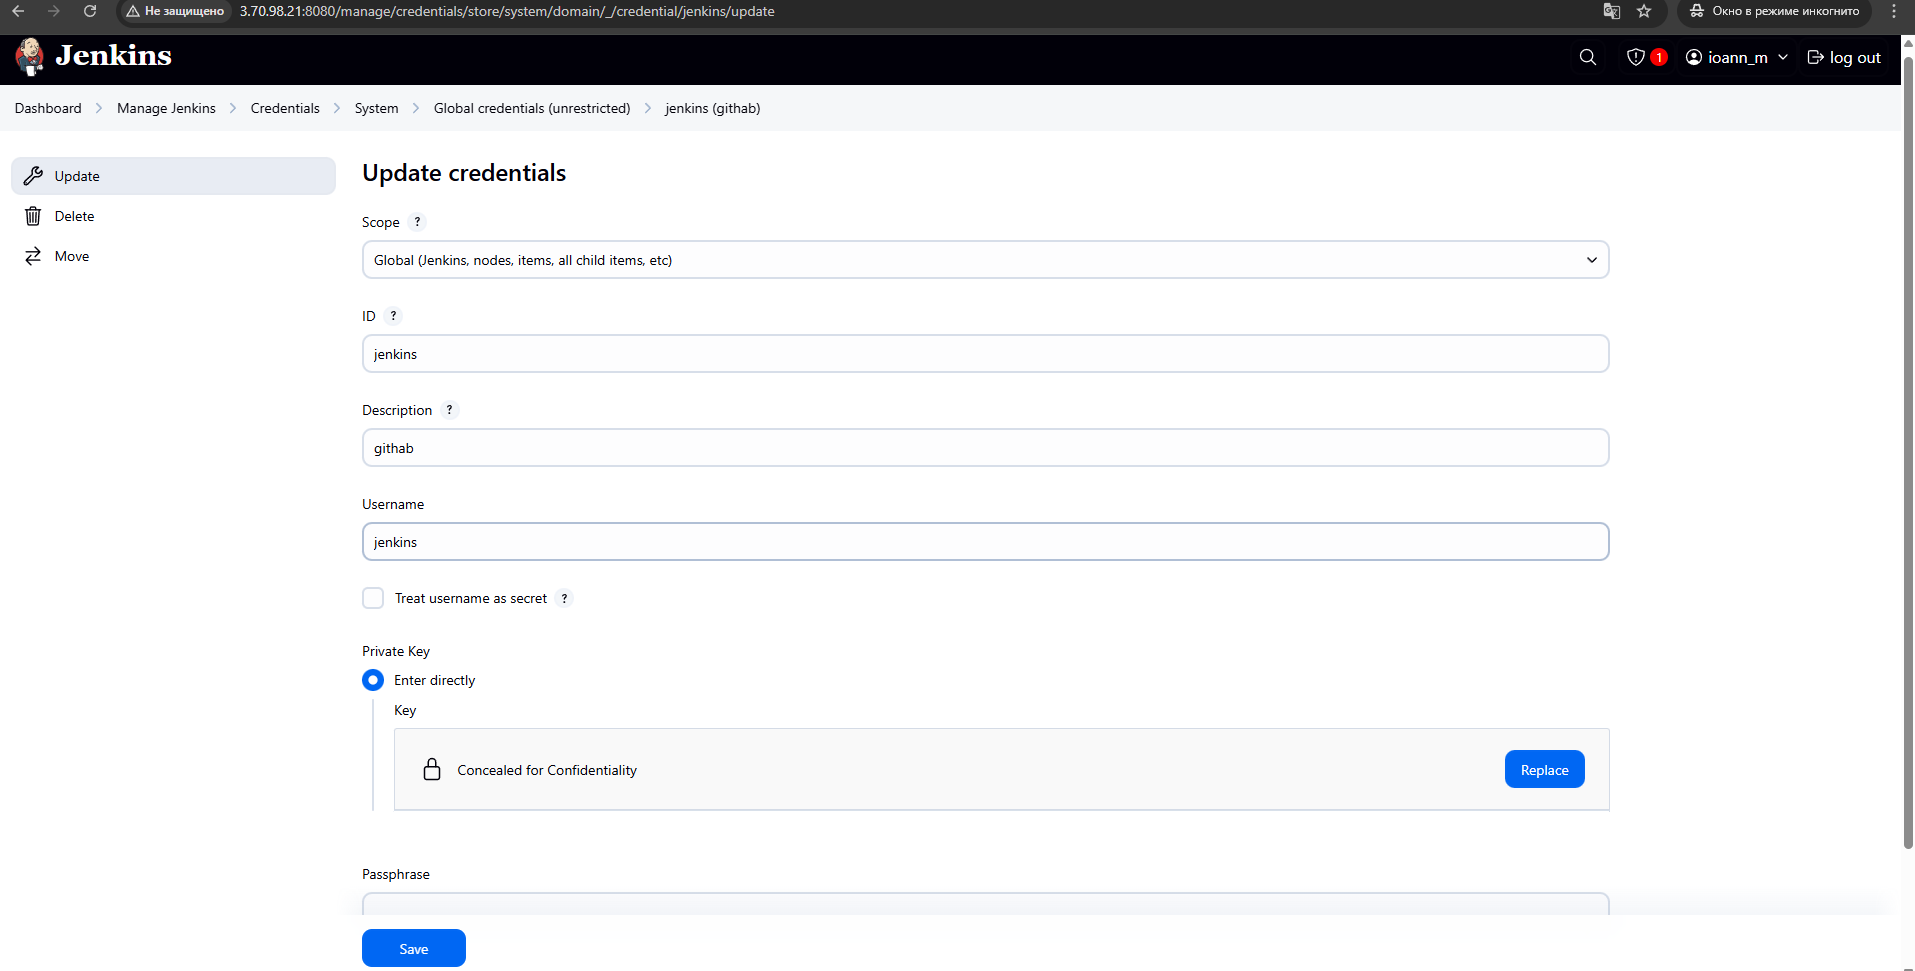 Не защищено 3.70.98.21:8080/manage/credentials/store/system/domain/_/credential/jenkins/update Окно в режиме инкогнито
Jenkins 1 ioann_m log out
Dashboard Manage Jenkins Credentials System Global credentials (unrestricted) jenkins (githab)
Update
Delete
Move
Update credentials
Scope ?
Global (Jenkins, nodes, items, all child items, etc)
ID ?
jenkins
Description ?
githab
Username
jenkins
Treat username as secret ?
Private Key
Enter directly
Key
Concealed for Confidentiality Replace
Passphrase
Save